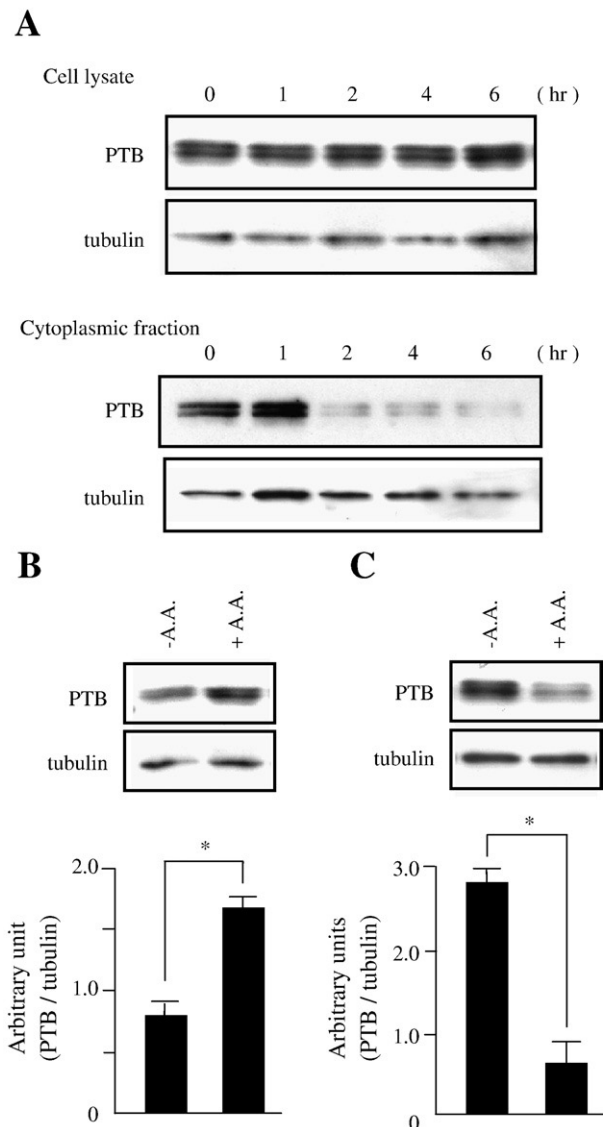 A
Cell lysate
0 1 2 4 6 ( hr )
PTB
tubulin
Cytoplasmic fraction
0 1 2 4 6 ( hr )
PTB
tubulin
B
-A.A. + A.A.
PTB
tubulin
*
2.0
1.0
0
Arbitrary unit
(PTB / tubulin)
C
-A.A. + A.A.
PTB
tubulin
*
3.0
2.0
1.0
0
Arbitrary units
(PTB / tubulin)